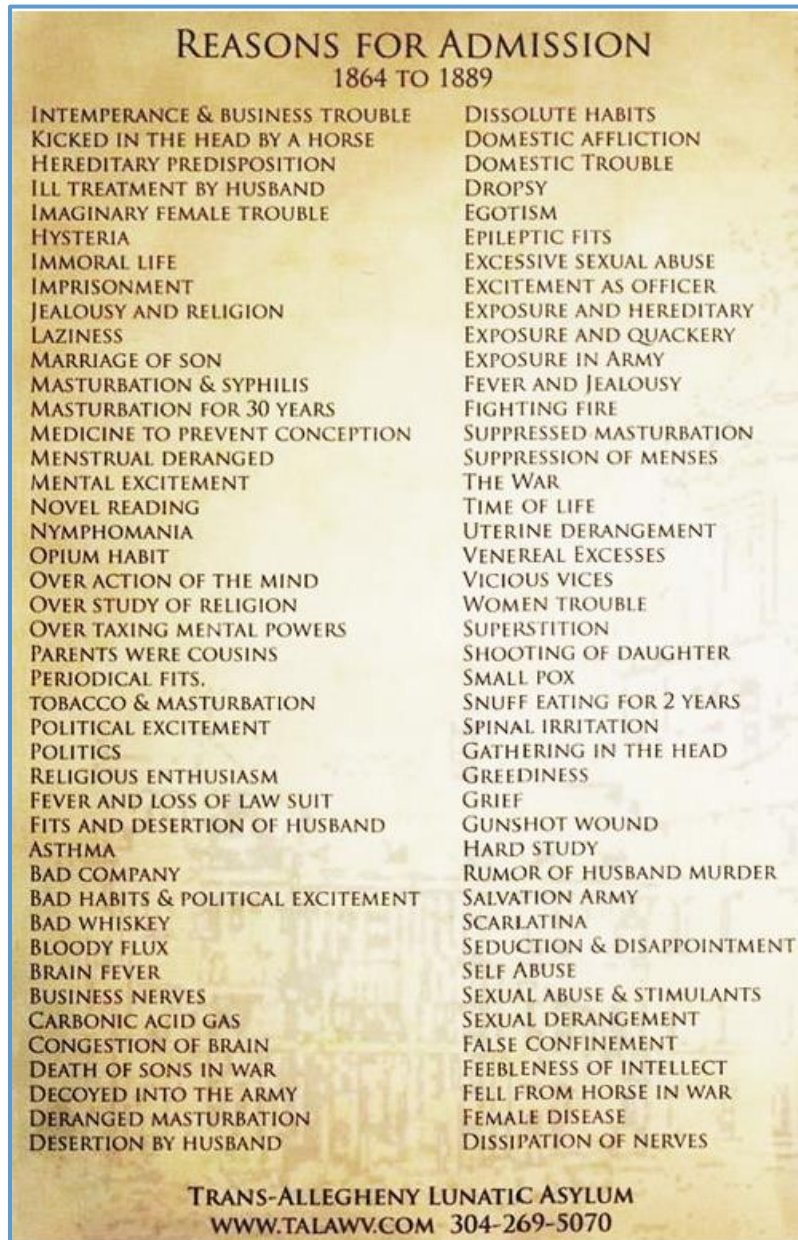 REASONS FOR ADMISSION
1864 TO 1889
INTEMPERANCE & BUSINESS TROUBLE
KICKED IN THE HEAD BY A HORSE
HEREDITARY PREDISPOSITION
ILL TREATMENT BY HUSBAND
IMAGINARY FEMALE TROUBLE
HYSTERIA
IMMORAL LIFE
IMPRISONMENT
JEALOUSY AND RELIGION
LAZINESS
MARRIAGE OF SON
MASTURBATION & SYPHILIS
MASTURBATION FOR 30 YEARS
MEDICINE TO PREVENT CONCEPTION
MENSTRUAL DERANGED
MENTAL EXCITEMENT
NOVEL READING
NYMPHOMANIA
OPIUM HABIT
OVER ACTION OF THE MIND
OVER STUDY OF RELIGION
OVER TAXING MENTAL POWERS
PARENTS WERE COUSINS
PERIODICAL FITS.
TOBACCO & MASTURBATION
POLITICAL EXCITEMENT
POLITICS
RELIGIOUS ENTHUSIASM
FEVER AND LOSS OF LAW SUIT
FITS AND DESERTION OF HUSBAND
ASTHMA
BAD COMPANY
BAD HABITS & POLITICAL EXCITEMENT
BAD WHISKEY
BLOODY FLUX
BRAIN FEVER
BUSINESS NERVES
CARBONIC ACID GAS
CONGESTION OF BRAIN
DEATH OF SONS IN WAR
DECOYED INTO THE ARMY
DERANGED MASTURBATION
DESERTION BY HUSBAND
DISSOLUTE HABITS
DOMESTIC AFFLICTION
DOMESTIC TROUBLE
DROPSY
EGOTISM
EPILEPTIC FITS
EXCESSIVE SEXUAL ABUSE
EXCITEMENT AS OFFICER
EXPOSURE AND HEREDITARY
EXPOSURE AND QUACKERY
EXPOSURE IN ARMY
FEVER AND JEALOUSY
FIGHTING FIRE
SUPPRESSED MASTURBATION
SUPPRESSION OF MENSES
THE WAR
TIME OF LIFE
UTERINE DERANGEMENT
VENEREAL EXCESSES
VICIOUS VICES
WOMEN TROUBLE
SUPERSTITION
SHOOTING OF DAUGHTER
SMALL POX
SNUFF EATING FOR 2 YEARS
SPINAL IRRITATION
GATHERING IN THE HEAD
GREEDINESS
GRIEF
GUNSHOT WOUND
HARD STUDY
RUMOR OF HUSBAND MURDER
SALVATION ARMY
SCARLATINA
SEDUCTION & DISAPPOINTMENT
SELF ABUSE
SEXUAL ABUSE & STIMULANTS
SEXUAL DERANGEMENT
FALSE CONFINEMENT
FEEBLENESS OF INTELLECT
FELL FROM HORSE IN WAR
FEMALE DISEASE
DISSIPATION OF NERVES
TRANS-ALLEGHENY LUNATIC ASYLUM
WWW.TALAWV.COM 304-269-5070